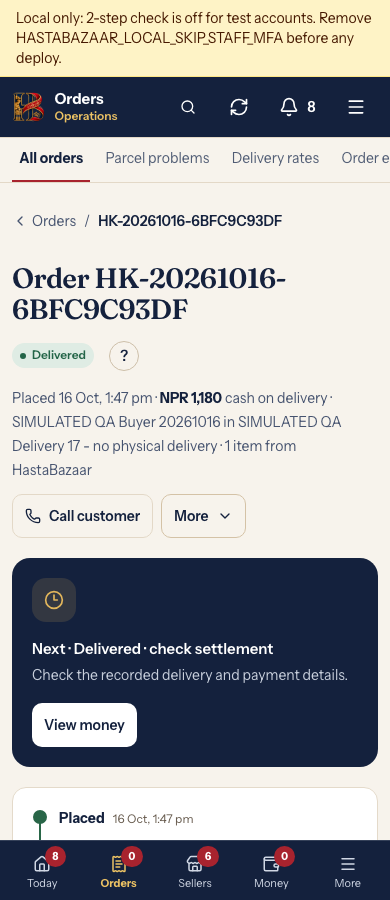 Local only: 2-step check is off for test accounts. Remove
HASTABAZAAR_LOCAL_SKIP_STAFF_MFA before any
deploy.
Orders
Operations
8
All orders
Parcel problems
Delivery rates
Order e
Orders / HK-20261016-6BFC9C93DF
Order HK-20261016-
6BFC9C93DF
Delivered
?
Placed 16 Oct, 1:47 pm · NPR 1,180 cash on delivery ·
SIMULATED QA Buyer 20261016 in SIMULATED QA
Delivery 17 - no physical delivery · 1 item from
HastaBazaar
Call customer
More
Next · Delivered · check settlement
Check the recorded delivery and payment details.
View money
Placed 16 Oct, 1:47 pm
8
0
6
0
Today
Orders
Sellers
Money
More